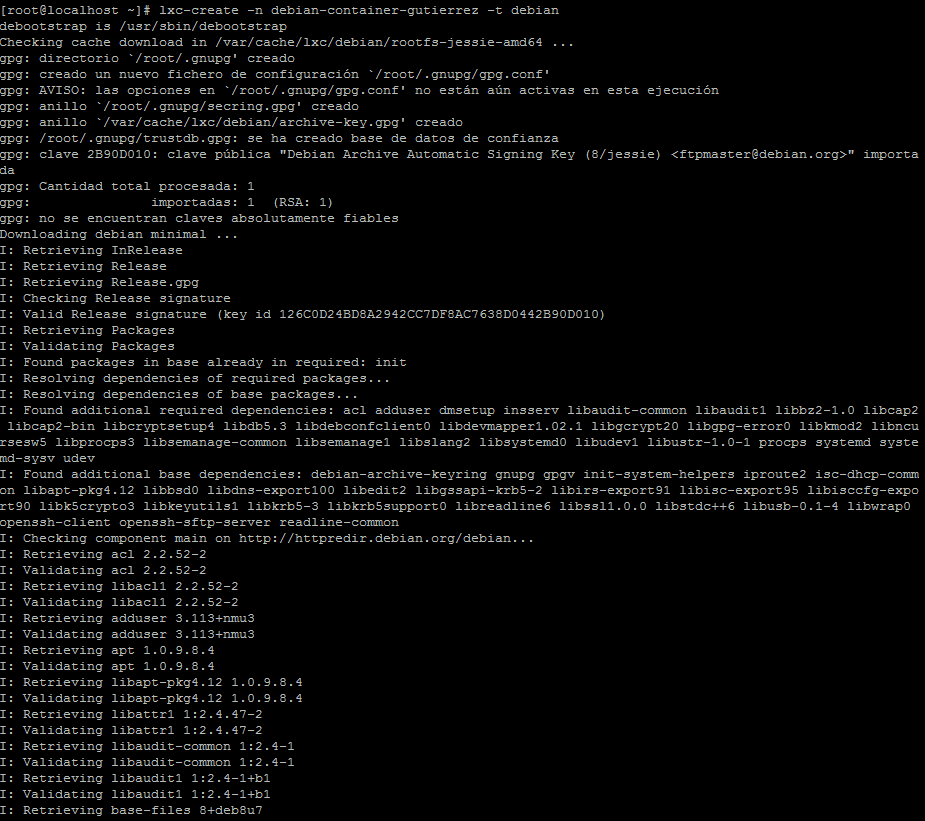 [root@localhost ~]# lxc-create -n debian-container-gutierrez -t debian
debootstrap is /usr/sbin/debootstrap
Checking cache download in /var/cache/lxc/debian/rootfs-jessie-amd64 ...
gpg: directorio `/root/.gnupg' creado
gpg: creado un nuevo fichero de configuración `/root/.gnupg/gpg.conf'
gpg: AVISO: las opciones en `/root/.gnupg/gpg.conf' no están aún activas en esta ejecución
gpg: anillo `/root/.gnupg/secring.gpg' creado
gpg: anillo `/var/cache/lxc/debian/archive-key.gpg' creado
gpg: /root/.gnupg/trustdb.gpg: se ha creado base de datos de confianza
gpg: clave 2B90D010: clave pública "Debian Archive Automatic Signing Key (8/jessie) <ftpmaster@debian.org>" importa
da
gpg: Cantidad total procesada: 1
gpg:               importadas: 1  (RSA: 1)
gpg: no se encuentran claves absolutamente fiables
Downloading debian minimal ...
I: Retrieving InRelease
I: Retrieving Release
I: Retrieving Release.gpg
I: Checking Release signature
I: Valid Release signature (key id 126C0D24BD8A2942CC7DF8AC7638D0442B90D010)
I: Retrieving Packages
I: Validating Packages
I: Found packages in base already in required: init
I: Resolving dependencies of required packages...
I: Resolving dependencies of base packages...
I: Found additional required dependencies: acl adduser dmsetup insserv libaudit-common libaudit1 libbz2-1.0 libcap2
 libcap2-bin libcryptsetup4 libdb5.3 libdebconfclient0 libdevmapper1.02.1 libgcrypt20 libgpg-error0 libkmod2 libncu
rsesw5 libprocps3 libsemanage-common libsemanage1 libslang2 libsystemd0 libudev1 libustr-1.0-1 procps systemd syste
md-sysv udev
I: Found additional base dependencies: debian-archive-keyring gnupg gpgv init-system-helpers iproute2 isc-dhcp-comm
on libapt-pkg4.12 libbsd0 libdns-export100 libedit2 libgssapi-krb5-2 libirs-export91 libisc-export95 libisccfg-expo
rt90 libk5crypto3 libkeyutils1 libkrb5-3 libkrb5support0 libreadline6 libssl1.0.0 libstdc++6 libusb-0.1-4 libwrap0
openssh-client openssh-sftp-server readline-common
I: Checking component main on http://httpredir.debian.org/debian...
I: Retrieving acl 2.2.52-2
I: Validating acl 2.2.52-2
I: Retrieving libacl1 2.2.52-2
I: Validating libacl1 2.2.52-2
I: Retrieving adduser 3.113+nmu3
I: Validating adduser 3.113+nmu3
I: Retrieving apt 1.0.9.8.4
I: Validating apt 1.0.9.8.4
I: Retrieving libapt-pkg4.12 1.0.9.8.4
I: Validating libapt-pkg4.12 1.0.9.8.4
I: Retrieving libattr1 1:2.4.47-2
I: Validating libattr1 1:2.4.47-2
I: Retrieving libaudit-common 1:2.4-1
I: Validating libaudit-common 1:2.4-1
I: Retrieving libaudit1 1:2.4-1+b1
I: Validating libaudit1 1:2.4-1+b1
I: Retrieving base-files 8+deb8u7